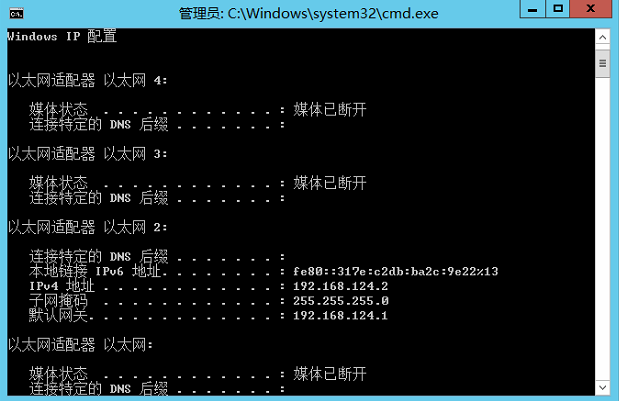 管理员: C:\Windows\system32\cmd.exe
Windows IP 配置
以太网适配器 以太网 4:
媒体状态 . . . . . . . . . . . . : 媒体已断开
连接特定的 DNS 后缀 . . . . . . . :
以太网适配器 以太网 3:
媒体状态 . . . . . . . . . . . . : 媒体已断开
连接特定的 DNS 后缀 . . . . . . . :
以太网适配器 以太网 2:
连接特定的 DNS 后缀 . . . . . . . :
本地链接 IPv6 地址. . . . . . . . : fe80::317e:c2db:ba2c:9e22%13
IPv4 地址 . . . . . . . . . . . . : 192.168.124.2
子网掩码 . . . . . . . . . . . . : 255.255.255.0
默认网关. . . . . . . . . . . . . : 192.168.124.1
以太网适配器 以太网:
媒体状态 . . . . . . . . . . . . : 媒体已断开
连接特定的 DNS 后缀 . . . . . . . :